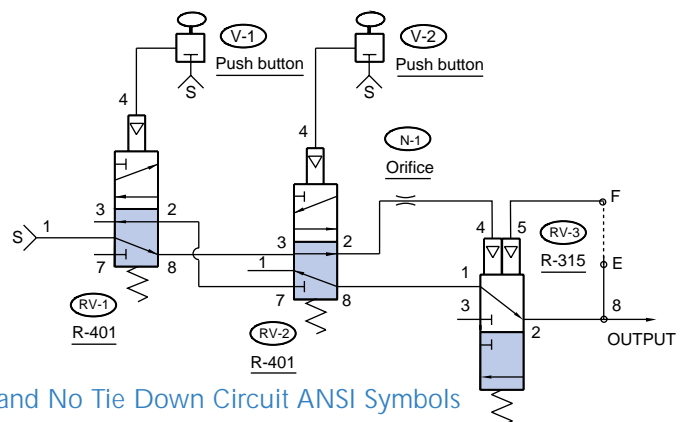 V-1
Push button
S
4
V-2
Push button
S
4
N-1
Orifice
F
4
5
RV-3
R-315
E
S
1
3
2
7
8
3
2
1
7
8
1
3
2
8
OUTPUT
RV-1
R-401
RV-2
R-401
and No Tie Down Circuit ANSI Symbols